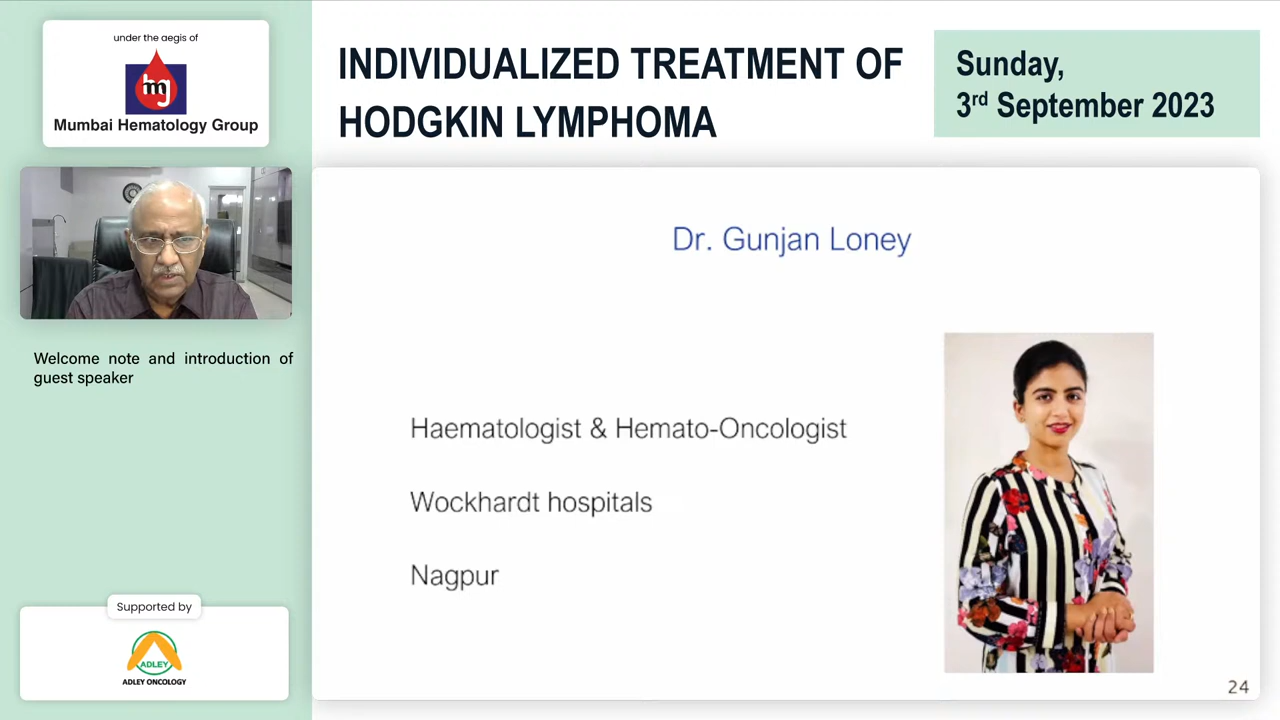 under the aegis of
hmg
Mumbai Hematology Group
INDIVIDUALIZED TREATMENT OF
HODGKIN LYMPHOMA
Sunday,
3rd September 2023
Welcome note and introduction of
guest speaker
Dr. Gunjan Loney
Haematologist & Hemato-Oncologist
Wockhardt hospitals
Nagpur
24
Supported by
ADLEY
ADLEY ONCOLOGY